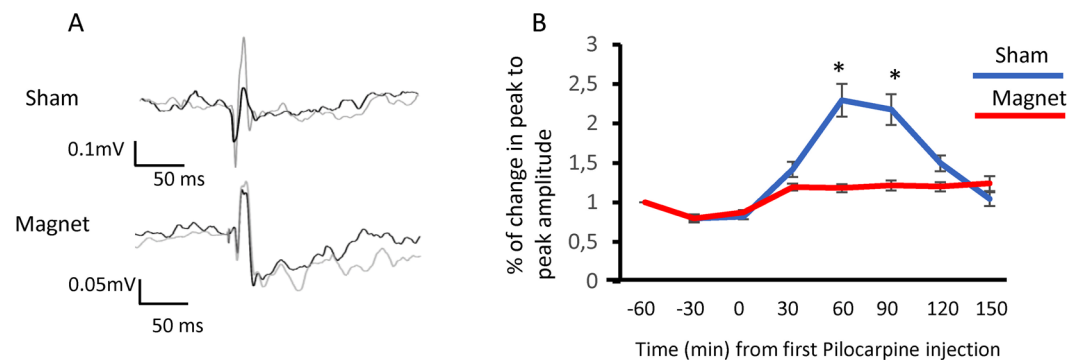 A
Sham
0.1mV
50 ms
Magnet
0.05mV
50 ms
B
% of change in peak to
peak amplitude
3
2,5
2
1,5
1
0,5
0
* *
Sham
Magnet
-60 -30 0 30 60 90 120 150
Time (min) from first Pilocarpine injection